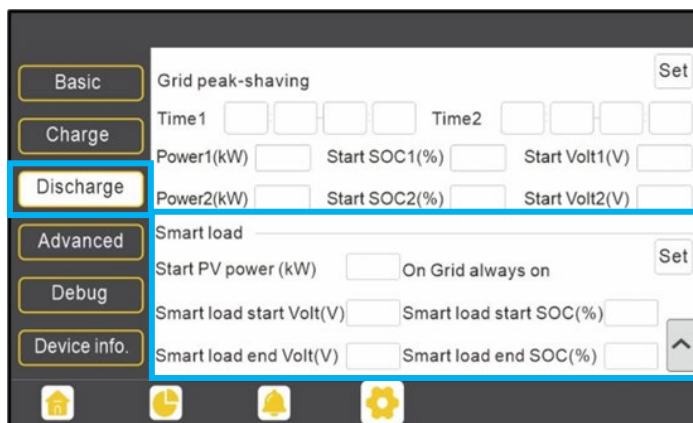 Basic
Charge
Discharge
Advanced
Debug
Device info.
Grid peak-shaving Set
Time1 Time2
Power1(kW) Start SOC1(%) Start Volt1(V)
Power2(kW) Start SOC2(%) Start Volt2(V)
Smart load Set
Start PV power (kW) On Grid always on
Smart load start Volt(V) Smart load start SOC(%)
Smart load end Volt(V) Smart load end SOC(%)